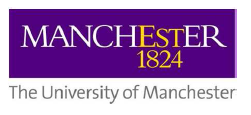 MANCHESTER
1824
The University of Manchester